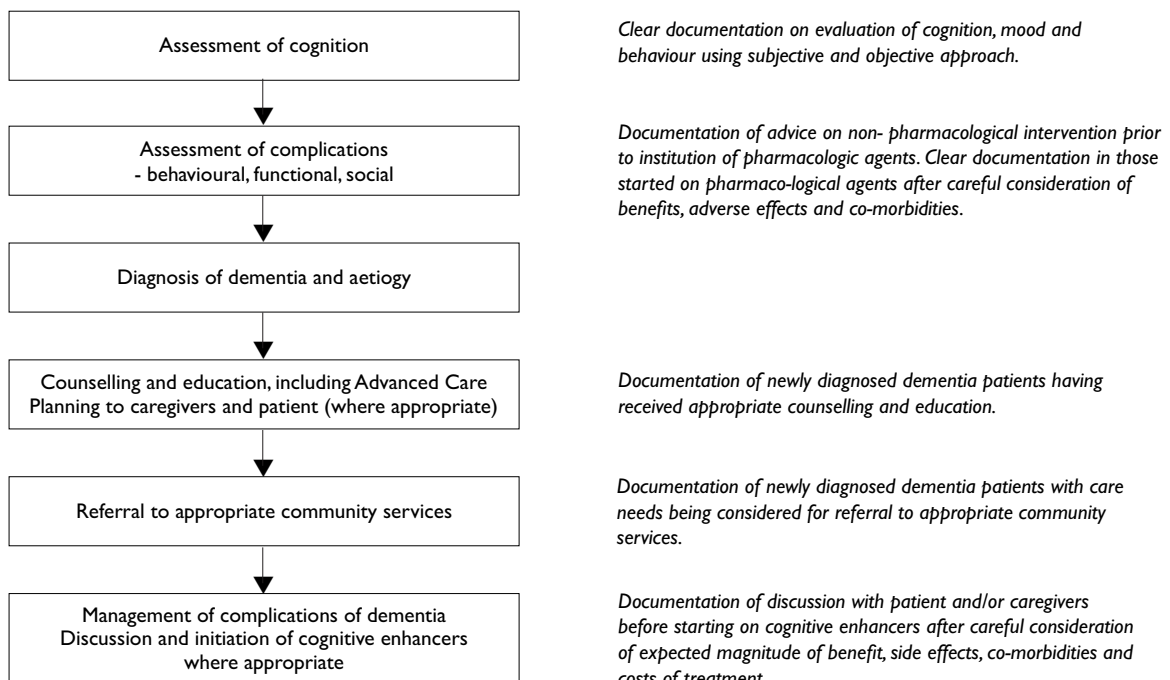 Assessment of cognition
Clear documentation on evaluation of cognition, mood and
behaviour using subjective and objective approach.
Assessment of complications
- behavioural, functional, social
Documentation of advice on non- pharmacological intervention prior
to institution of pharmacologic agents. Clear documentation in those
started on pharmaco-logical agents after careful consideration of
benefits, adverse effects and co-morbidities.
Diagnosis of dementia and aetiogy
Counselling and education, including Advanced Care
Planning to caregivers and patient (where appropriate)
Documentation of newly diagnosed dementia patients having
received appropriate counselling and education.
Referral to appropriate community services
Documentation of newly diagnosed dementia patients with care
needs being considered for referral to appropriate community
services.
Management of complications of dementia
Discussion and initiation of cognitive enhancers
where appropriate
Documentation of discussion with patient and/or caregivers
before starting on cognitive enhancers after careful consideration
of expected magnitude of benefit, side effects, co-morbidities and
costs of treatment